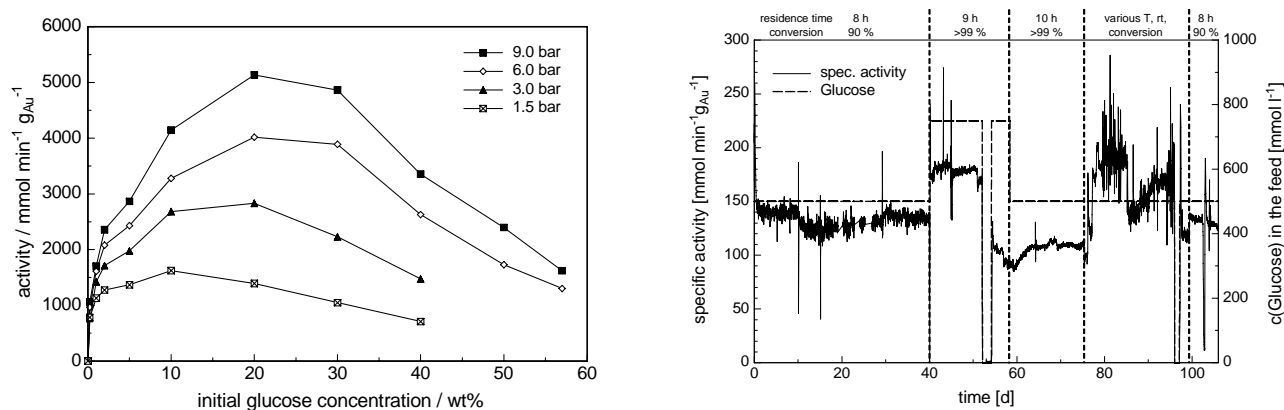 6000
5000
4000
3000
2000
1000
0
activity / mmol min⁻¹ g_Au⁻¹
9.0 bar
6.0 bar
3.0 bar
1.5 bar
0 10 20 30 40 50 60
initial glucose concentration / wt%
residence time 8 h 9 h 10 h various T, rt, 8 h
conversion 90 % >99 % >99 % conversion 90 %
300
250
200
150
100
50
0
specific activity [mmol min⁻¹g_Au⁻¹]
spec. activity
Glucose
1000
800
600
400
200
0
c(Glucose) in the feed [mmol l⁻¹]
0 20 40 60 80 100
time [d]